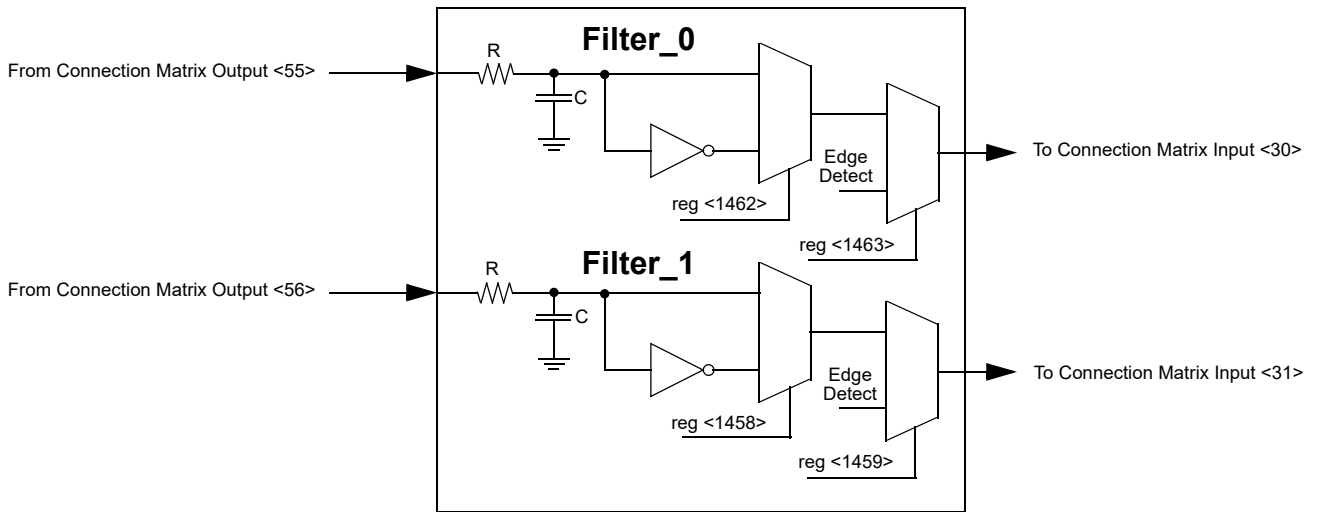 Filter_0
R
From Connection Matrix Output <55>
C
Edge
Detect
To Connection Matrix Input <30>
reg <1462>
reg <1463>
Filter_1
R
From Connection Matrix Output <56>
C
Edge
Detect
To Connection Matrix Input <31>
reg <1458>
reg <1459>